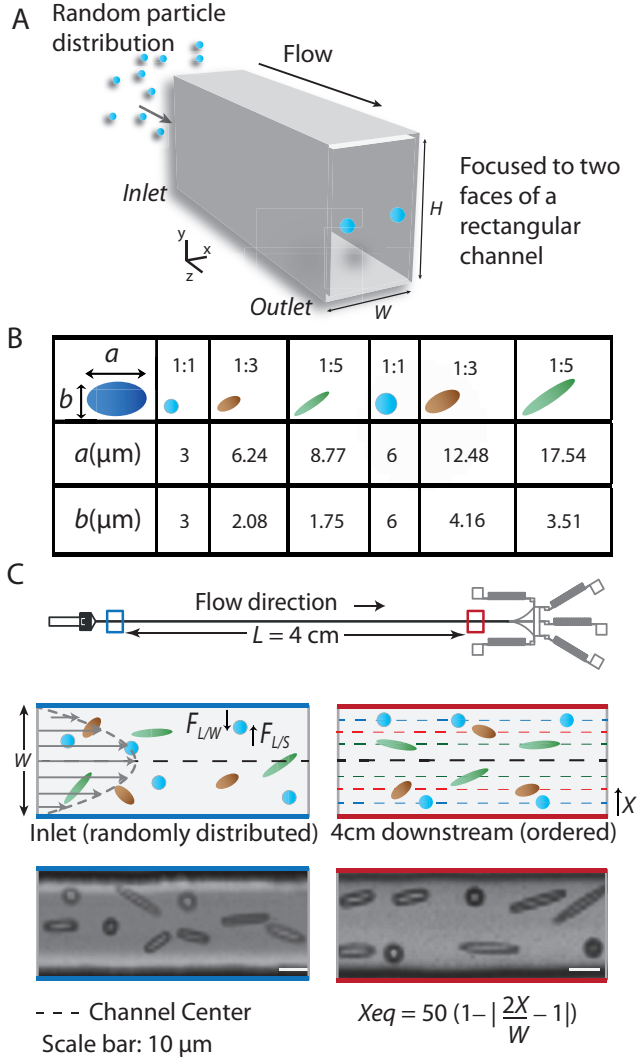 A
Random particle
distribution
Flow
Inlet
Focused to two
faces of a
rectangular
channel
H
y
x
z
Outlet
W
B
a
b
1:1 1:3 1:5 1:1 1:3 1:5
a(μm) 3 6.24 8.77 6 12.48 17.54
b(μm) 3 2.08 1.75 6 4.16 3.51
C
Flow direction
L = 4 cm
W
F_{L/W}
F_{L/S}
X
Inlet (randomly distributed)
4cm downstream (ordered)
--- Channel Center
Scale bar: 10 μm
Xeq = 50 (1– | 2X/W – 1|)